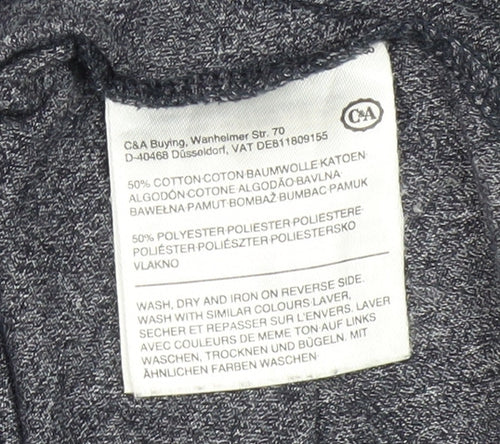 C&A
C&A Buying, Wanheimer Str. 70
D-40468 Düsseldorf, VAT DE811809155
50% COTTON·COTON·BAUMWOLLE·KATOEN·
ALGODÓN·COTONE·ALGODÃO·BAVLNA·
BAWEŁNA·PAMUT·BOMBAŽ·BUMBAC·PAMUK
50% POLYESTER·POLIESTER·POLIESTERE·
POLIÉSTER·POLIÉSZTER·POLIESTERSKO
VLAKNO
WASH, DRY AND IRON ON REVERSE SIDE.
WASH WITH SIMILAR COLOURS LAVER,
SECHER ET REPASSER SUR L'ENVERS. LAVER
AVEC COULEURS DE MEME TON AUF LINKS
WASCHEN, TROCKNEN UND BÜGELN. MIT
ÄHNLICHEN FARBEN WASCHEN